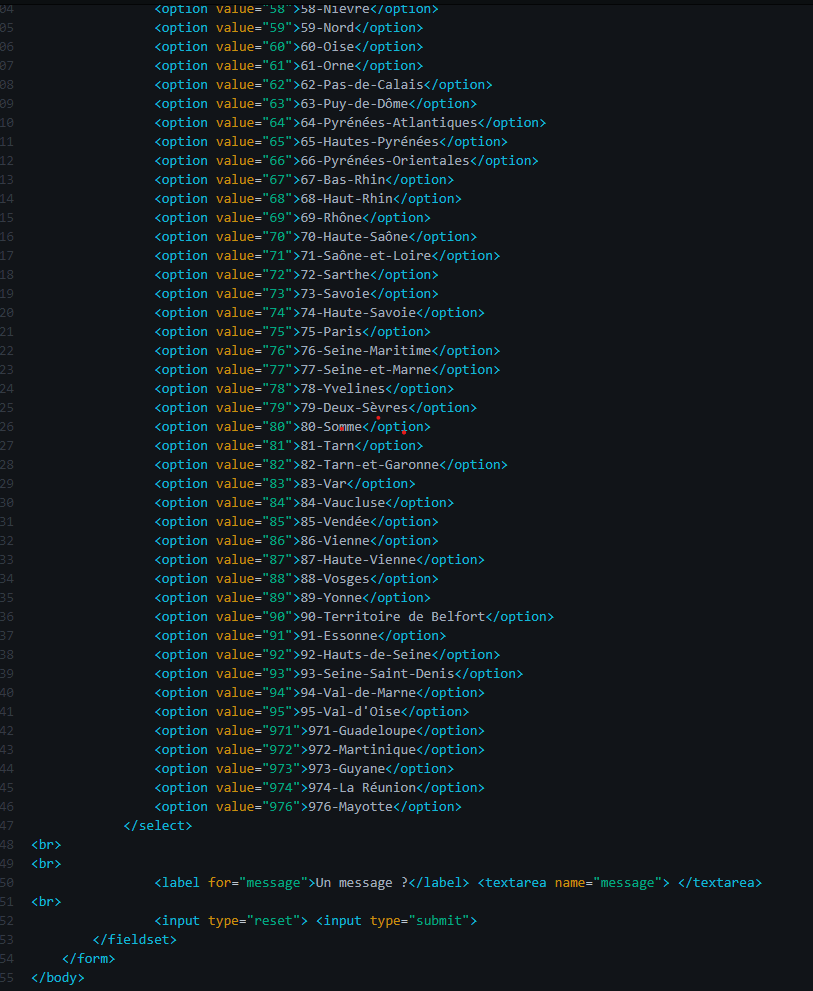 04 <option value="58">58-Nièvre</option>
05 <option value="59">59-Nord</option>
06 <option value="60">60-Oise</option>
07 <option value="61">61-Orne</option>
08 <option value="62">62-Pas-de-Calais</option>
09 <option value="63">63-Puy-de-Dôme</option>
10 <option value="64">64-Pyrénées-Atlantiques</option>
11 <option value="65">65-Hautes-Pyrénées</option>
12 <option value="66">66-Pyrénées-Orientales</option>
13 <option value="67">67-Bas-Rhin</option>
14 <option value="68">68-Haut-Rhin</option>
15 <option value="69">69-Rhône</option>
16 <option value="70">70-Haute-Saône</option>
17 <option value="71">71-Saône-et-Loire</option>
18 <option value="72">72-Sarthe</option>
19 <option value="73">73-Savoie</option>
20 <option value="74">74-Haute-Savoie</option>
21 <option value="75">75-Paris</option>
22 <option value="76">76-Seine-Maritime</option>
23 <option value="77">77-Seine-et-Marne</option>
24 <option value="78">78-Yvelines</option>
25 <option value="79">79-Deux-Sèvres</option>
26 <option value="80">80-Somme</option>
27 <option value="81">81-Tarn</option>
28 <option value="82">82-Tarn-et-Garonne</option>
29 <option value="83">83-Var</option>
30 <option value="84">84-Vaucluse</option>
31 <option value="85">85-Vendée</option>
32 <option value="86">86-Vienne</option>
33 <option value="87">87-Haute-Vienne</option>
34 <option value="88">88-Vosges</option>
35 <option value="89">89-Yonne</option>
36 <option value="90">90-Territoire de Belfort</option>
37 <option value="91">91-Essonne</option>
38 <option value="92">92-Hauts-de-Seine</option>
39 <option value="93">93-Seine-Saint-Denis</option>
40 <option value="94">94-Val-de-Marne</option>
41 <option value="95">95-Val-d'Oise</option>
42 <option value="971">971-Guadeloupe</option>
43 <option value="972">972-Martinique</option>
44 <option value="973">973-Guyane</option>
45 <option value="974">974-La Réunion</option>
46 <option value="976">976-Mayotte</option>
47 </select>
48 <br>
49 <br>
50 <label for="message">Un message ?</label> <textarea name="message"> </textarea>
51 <br>
52 <input type="reset"> <input type="submit">
53 </fieldset>
54 </form>
55 </body>